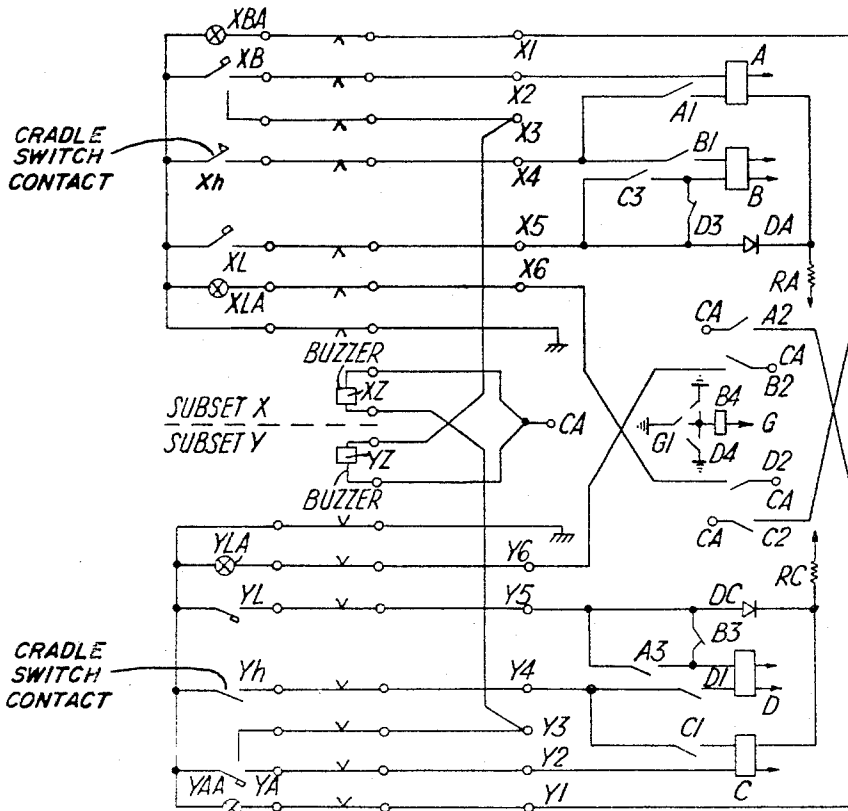 XBA
X1
A
XB
X2
A1
X3
CRADLE
SWITCH
CONTACT
Xh
X4
B1
B
C3
D3
X5
DA
XL
X6
XLA
RA
CA
A2
BUZZER
XZ
CA
B2
SUBSET X
SUBSET Y
CA
B4
G
G1
D4
YZ
BUZZER
D2
CA
CA
C2
YLA
Y6
RC
YL
Y5
DC
B3
A3
CRADLE
SWITCH
CONTACT
Yh
Y4
D1
D
Y3
C1
Y2
C
YAA
YA
Y1